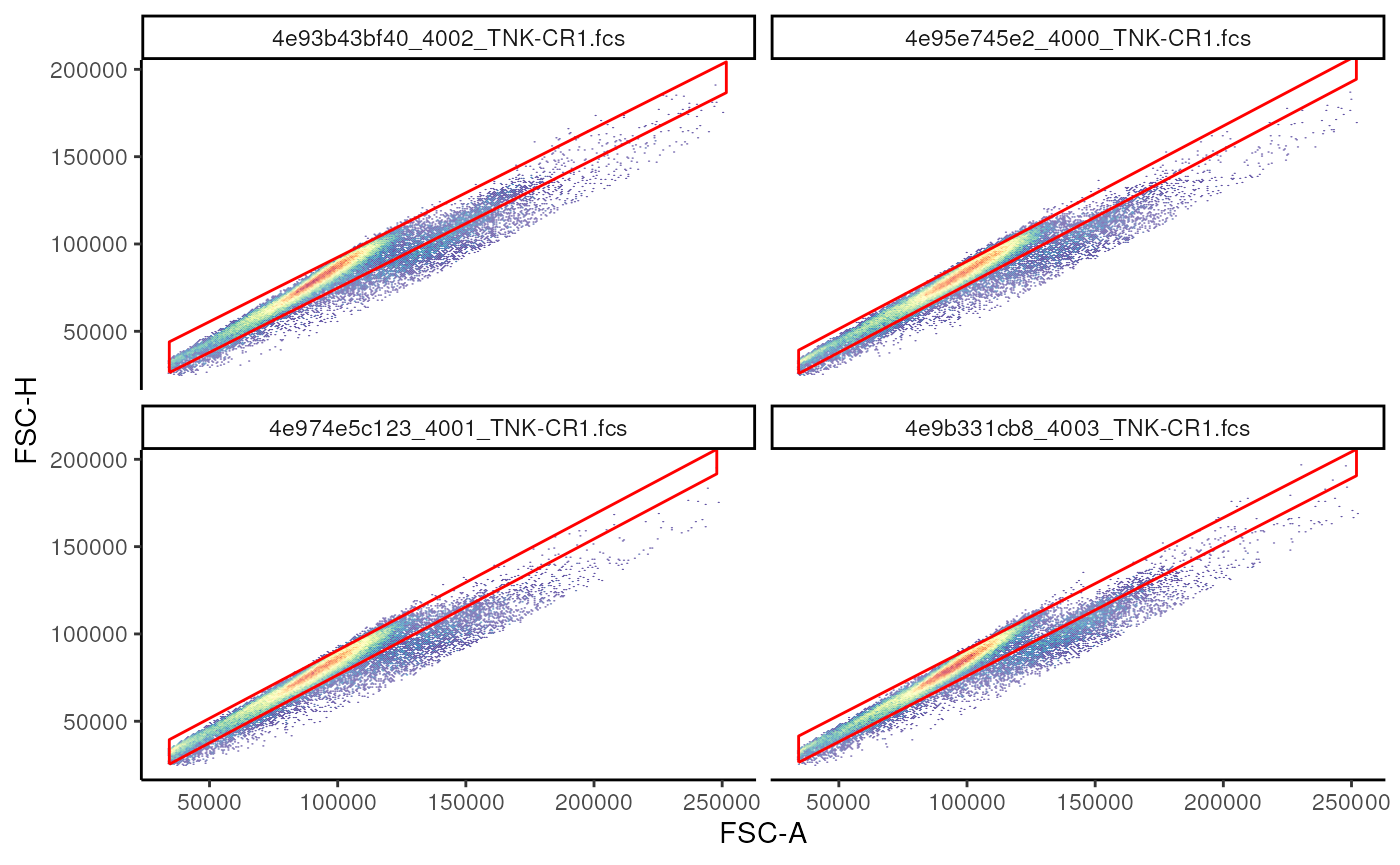 4e93b43bf40_4002_TNK-CR1.fcs
4e95e745e2_4000_TNK-CR1.fcs
200000
150000
100000
50000
FSC-H
4e974e5c123_4001_TNK-CR1.fcs
4e9b331cb8_4003_TNK-CR1.fcs
200000
150000
100000
50000
50000 100000 150000 200000 250000
50000 100000 150000 200000 250000
FSC-A